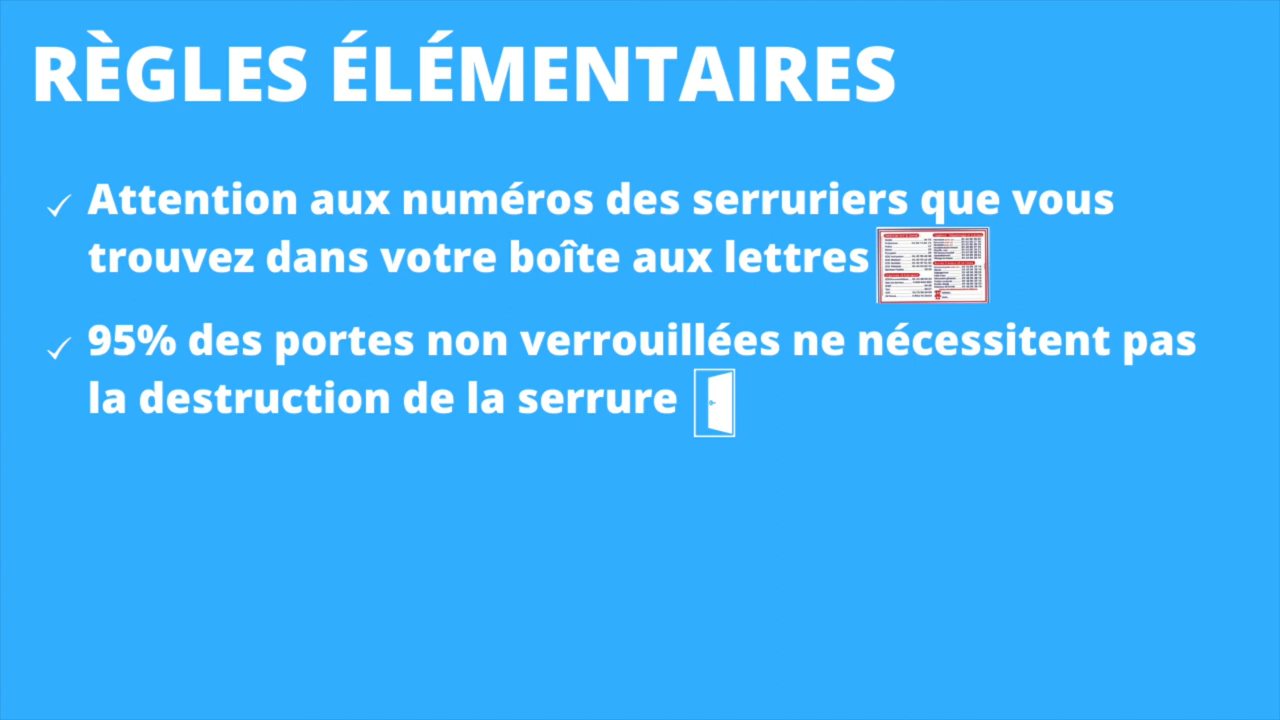 RÈGLES ÉLÉMENTAIRES
Attention aux numéros des serruriers que vous
trouvez dans votre boîte aux lettres
95% des portes non verrouillées ne nécessitent pas
la destruction de la serrure